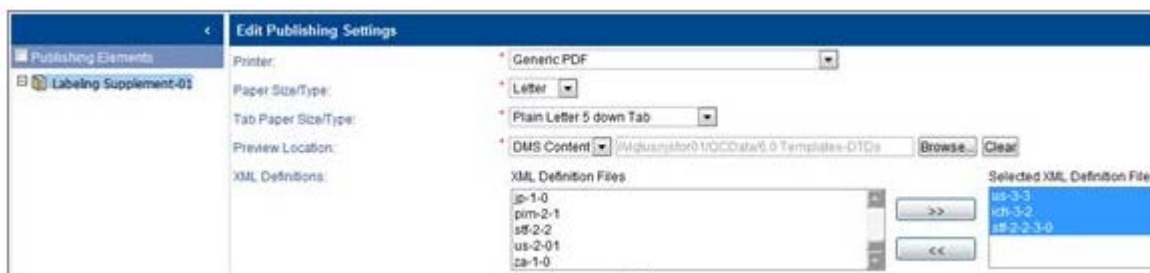 Edit Publishing Settings
Publishing Elements
Labeling Supplement-01
Printer: * Generic PDF
Paper Size/Type: * Letter
Tab Paper Size/Type: * Plain Letter 5 down Tab
Preview Location: * DMS Content Templates-DTDs Browse... Clear
XML Definitions: XML Definition Files Selected XML Definition File
jp-1-0
pim-2-1
stf-2-2
us-2-01
za-1-0
>>
<<
us-3-3
ich-3-2
stf-2-2-3-0